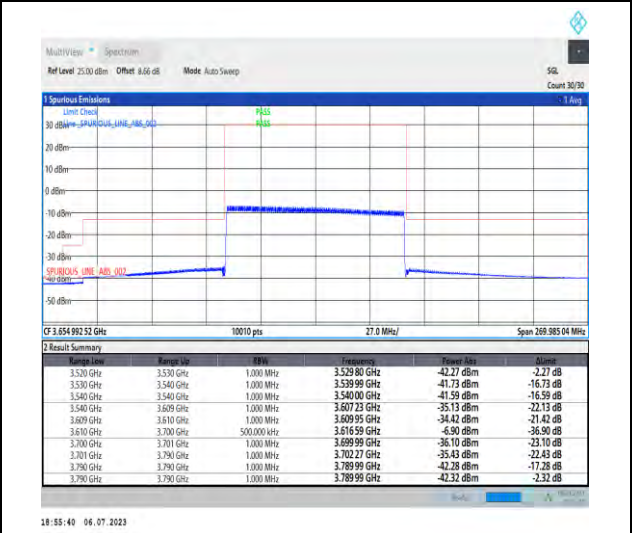 MultiView Spectrum
Ref Level 25.00 dBm Offset 8.66 dB Mode Auto Sweep SGL
Count 30/30
1 Spurious Emissions 1 Avg
Limit Check PASS
30 dBm Line _SPURIOUS_LINE_ABS_002 PASS
20 dBm
10 dBm
0 dBm
-10 dBm
-20 dBm
-30 dBm
SPURIOUS_LINE_ABS_002
-40 dBm
-50 dBm
CF 3.654 992 52 GHz 10010 pts 27.0 MHz/ Span 269.985 04 MHz
2 Result Summary
Range Low Range Up RBW Frequency Power Abs ΔLimit
3.520 GHz 3.530 GHz 1.000 MHz 3.529 80 GHz -42.27 dBm -2.27 dB
3.530 GHz 3.540 GHz 1.000 MHz 3.539 99 GHz -41.73 dBm -16.73 dB
3.540 GHz 3.540 GHz 1.000 MHz 3.540 00 GHz -41.59 dBm -16.59 dB
3.540 GHz 3.609 GHz 1.000 MHz 3.607 23 GHz -35.13 dBm -22.13 dB
3.609 GHz 3.610 GHz 1.000 MHz 3.609 95 GHz -34.42 dBm -21.42 dB
3.610 GHz 3.700 GHz 500.000 kHz 3.616 59 GHz -6.90 dBm -36.90 dB
3.700 GHz 3.701 GHz 1.000 MHz 3.699 99 GHz -36.10 dBm -23.10 dB
3.701 GHz 3.790 GHz 1.000 MHz 3.702 27 GHz -35.43 dBm -22.43 dB
3.790 GHz 3.790 GHz 1.000 MHz 3.789 99 GHz -42.28 dBm -17.28 dB
3.790 GHz 3.790 GHz 1.000 MHz 3.789 99 GHz -42.32 dBm -2.32 dB
Ready
18:55:40 06.07.2023